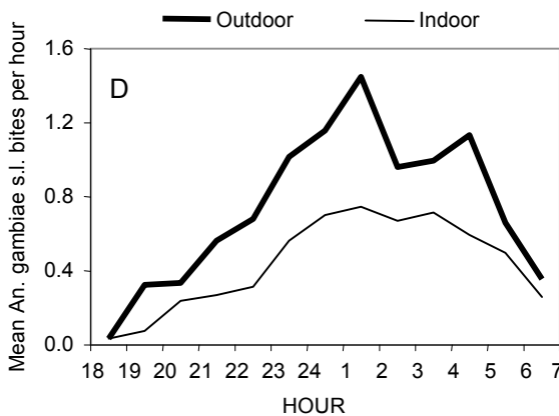 Outdoor Indoor
1.6
D
1.2
0.8
0.4
0.0
Mean An. gambiae s.l. bites per hour
18 19 20 21 22 23 24 1 2 3 4 5 6 7
HOUR